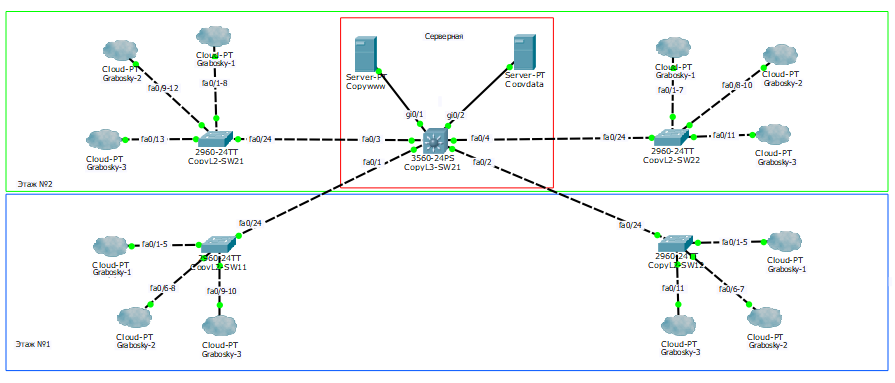 Серверная
Cloud-PT
Grabosky-2
Cloud-PT
Grabosky-1
fa0/9-12
fa0/1-8
Cloud-PT
Grabosky-3
fa0/13
2960-24TT
CopyL2-SW21
fa0/24
Server-PT
Copywww
Server-PT
Copydata
gi0/1
gi0/2
fa0/3
fa0/4
fa0/1
fa0/2
3560-24PS
CopyL3-SW21
Cloud-PT
Grabosky-1
Cloud-PT
Grabosky-2
fa0/1-7
fa0/8-10
fa0/24
fa0/11
2960-24TT
CopyL2-SW22
Cloud-PT
Grabosky-3
Этаж №2
fa0/24
Cloud-PT
Grabosky-1
fa0/1-5
2960-24TT
CopyL2-SW11
fa0/6-8
fa0/9-10
Cloud-PT
Grabosky-2
Cloud-PT
Grabosky-3
fa0/24
2960-24TT
CopyL2-SW12
fa0/1-5
Cloud-PT
Grabosky-1
fa0/11
fa0/6-7
Cloud-PT
Grabosky-3
Cloud-PT
Grabosky-2
Этаж №1